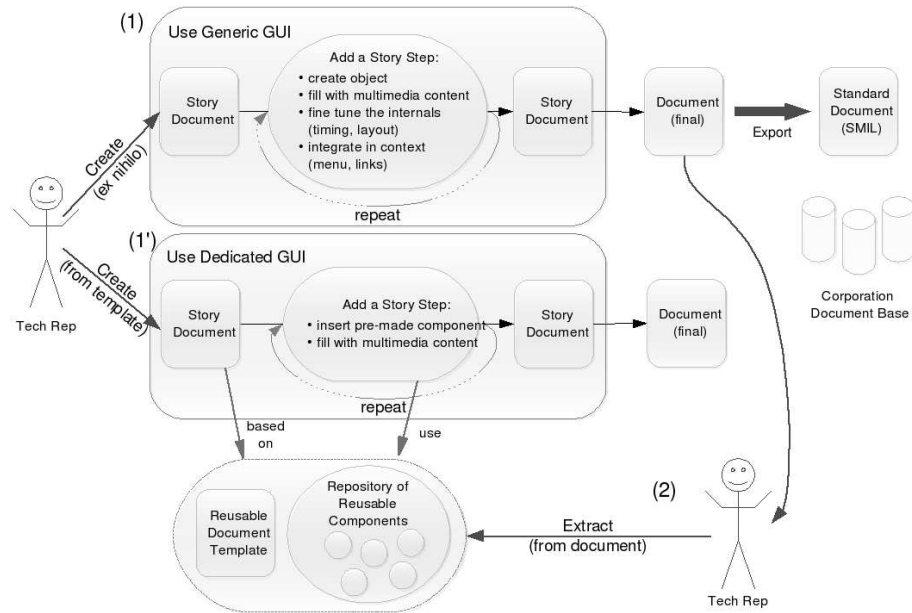 (1)
Use Generic GUI
Add a Story Step:
• create object
• fill with multimedia content
• fine tune the internals
(timing, layout)
• integrate in context
(menu, links)
Story
Document
Story
Document
Document
(final)
Export
Standard
Document
(SMIL)
Create
(ex nihilo)
repeat
Tech Rep
Create
(from template)
(1')
Use Dedicated GUI
Add a Story Step:
• insert pre-made component
• fill with multimedia content
Story
Document
Story
Document
Document
(final)
Corporation
Document Base
repeat
based
on
use
Reusable
Document
Template
Repository of
Reusable
Components
(2)
Extract
(from document)
Tech Rep